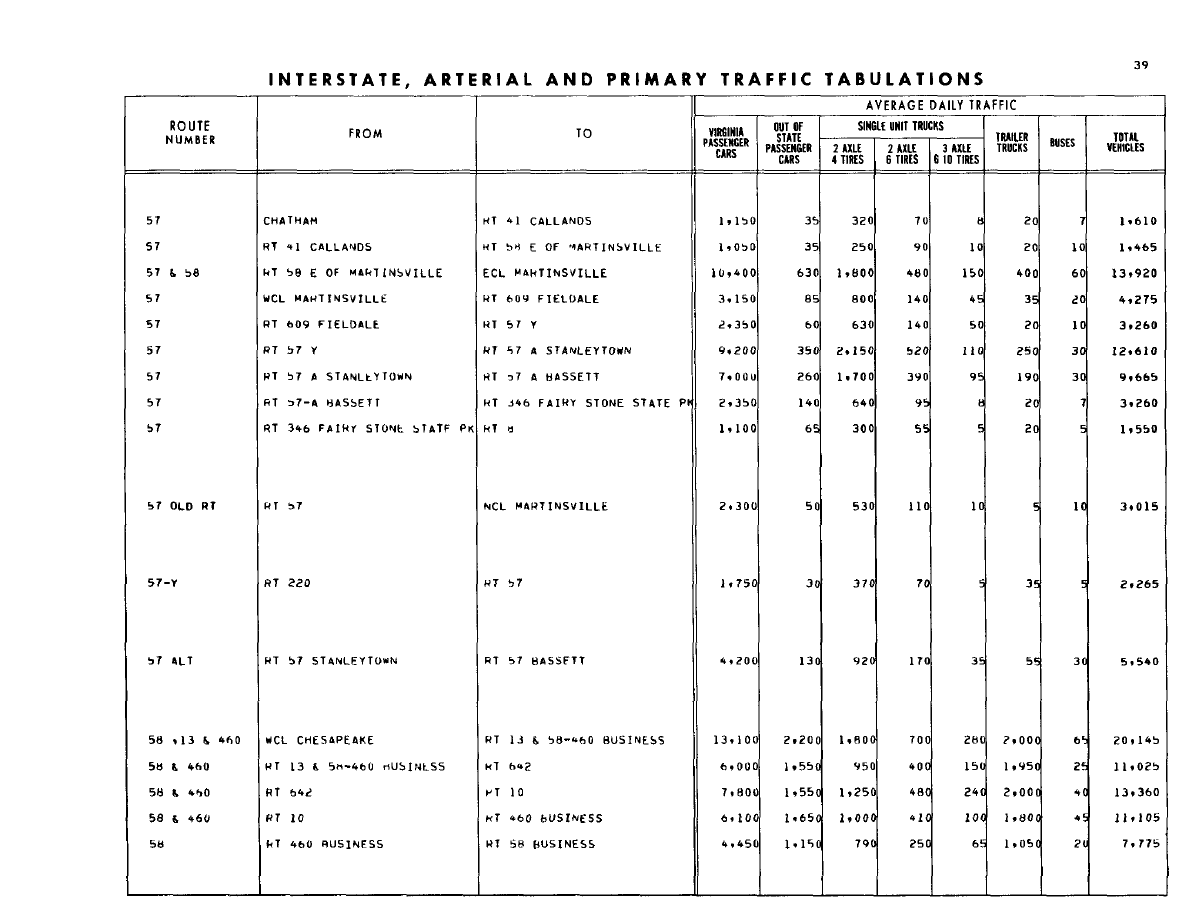 39
INTERSTATE, ARTERIAL AND PRIMARY TRAFFIC TABULATIONS
AVERAGE DAILY TRAFFIC
ROUTE NUMBER FROM TO VIRGINIA PASSENGER CARS OUT OF STATE PASSENGER CARS SINGLE UNIT TRUCKS 2 AXLE 4 TIRES 2 AXLE 6 TIRES 3 AXLE 6 10 TIRES TRAILER TRUCKS BUSES TOTAL VEHICLES
57 CHATHAM RT 41 CALLANDS 1,150 35 320 70 8 20 7 1,610
57 RT 41 CALLANDS RT 58 E OF MARTINSVILLE 1,050 35 250 90 10 20 10 1,465
57 & 58 RT 58 E OF MARTINSVILLE ECL MARTINSVILLE 10,400 630 1,800 480 150 400 60 13,920
57 WCL MARTINSVILLE RT 609 FIELDALE 3,150 85 800 140 45 35 20 4,275
57 RT 609 FIELDALE RT 57 Y 2,350 60 630 140 50 20 10 3,260
57 RT 57 Y RT 57 A STANLEYTOWN 9,200 350 2,150 520 110 250 30 12,610
57 RT 57 A STANLEYTOWN RT 57 A BASSETT 7,000 260 1,700 390 95 190 30 9,665
57 RT 57-A BASSETT RT 346 FAIRY STONE STATE PK 2,350 140 640 95 8 20 7 3,260
57 RT 346 FAIRY STONE STATE PK RT 8 1,100 65 300 55 5 20 5 1,550
57 OLD RT RT 57 NCL MARTINSVILLE 2,300 50 530 110 10 5 10 3,015
57-Y RT 220 RT 57 1,750 30 370 70 5 35 5 2,265
57 ALT RT 57 STANLEYTOWN RT 57 BASSETT 4,200 130 920 170 35 55 30 5,540
58 ,13 & 460 WCL CHESAPEAKE RT 13 & 58-460 BUSINESS 13,100 2,200 1,800 700 280 2,000 65 20,145
58 & 460 RT 13 & 58-460 BUSINESS RT 642 6,000 1,550 950 400 150 1,950 25 11,025
58 & 460 RT 642 RT 10 7,800 1,550 1,250 480 240 2,000 40 13,360
58 & 460 RT 10 RT 460 BUSINESS 6,100 1,650 1,000 410 100 1,800 45 11,105
58 RT 460 BUSINESS RT 58 BUSINESS 4,450 1,150 790 250 65 1,050 20 7,775